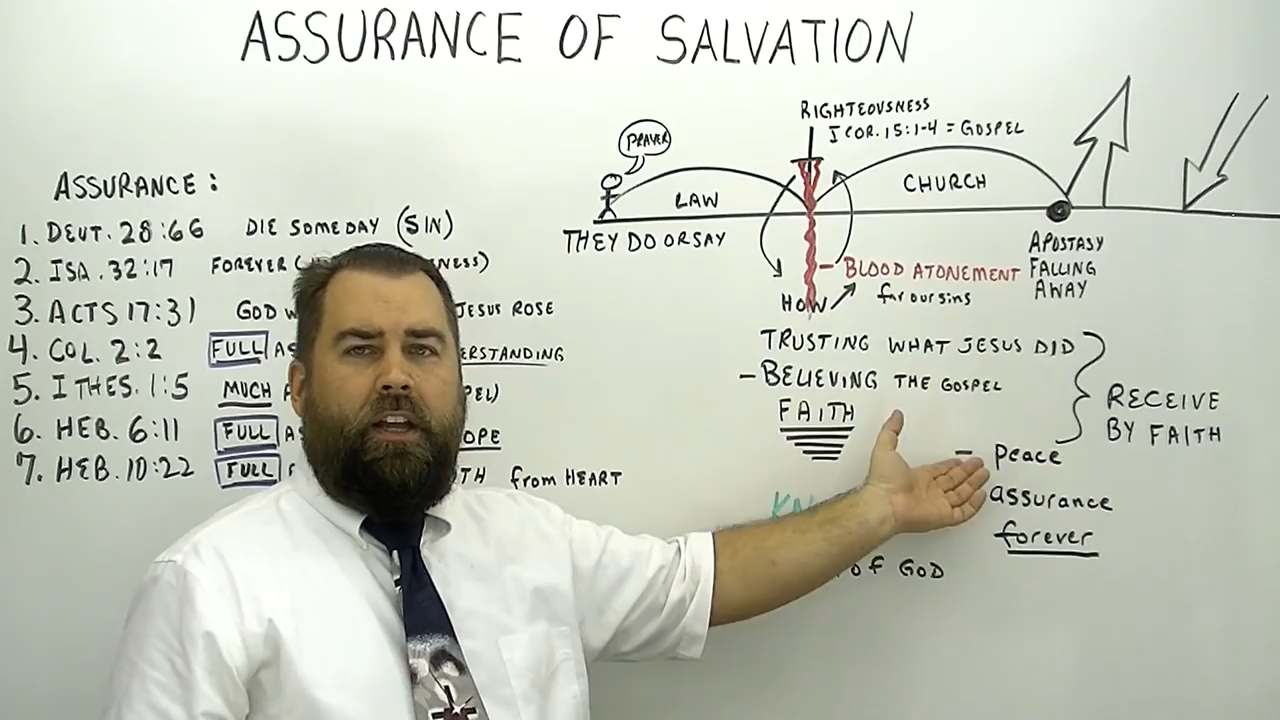 ASSURANCE OF SALVATION
ASSURANCE:
1. DEUT. 28:66 DIE SOMEDAY (SIN)
2. ISA. 32:17 FOREVER (
3. ACTS 17:31 GOD JESUS ROSE
4. COL. 2:2 FULL
5. I THES. 1:5 MUCH
6. HEB. 6:11 FULL
7. HEB. 10:22 FULL from HEART
PRAYER
LAW
THEY DO OR SAY
RIGHTEOUSNESS
I COR. 15:1-4 = GOSPEL
CHURCH
APOSTASY
FALLING
AWAY
- BLOOD ATONEMENT
for our sins
HOW
TRUSTING WHAT JESUS DID
- BELIEVING THE GOSPEL
FAITH
RECEIVE
BY FAITH
- peace
assurance
forever
OF GOD